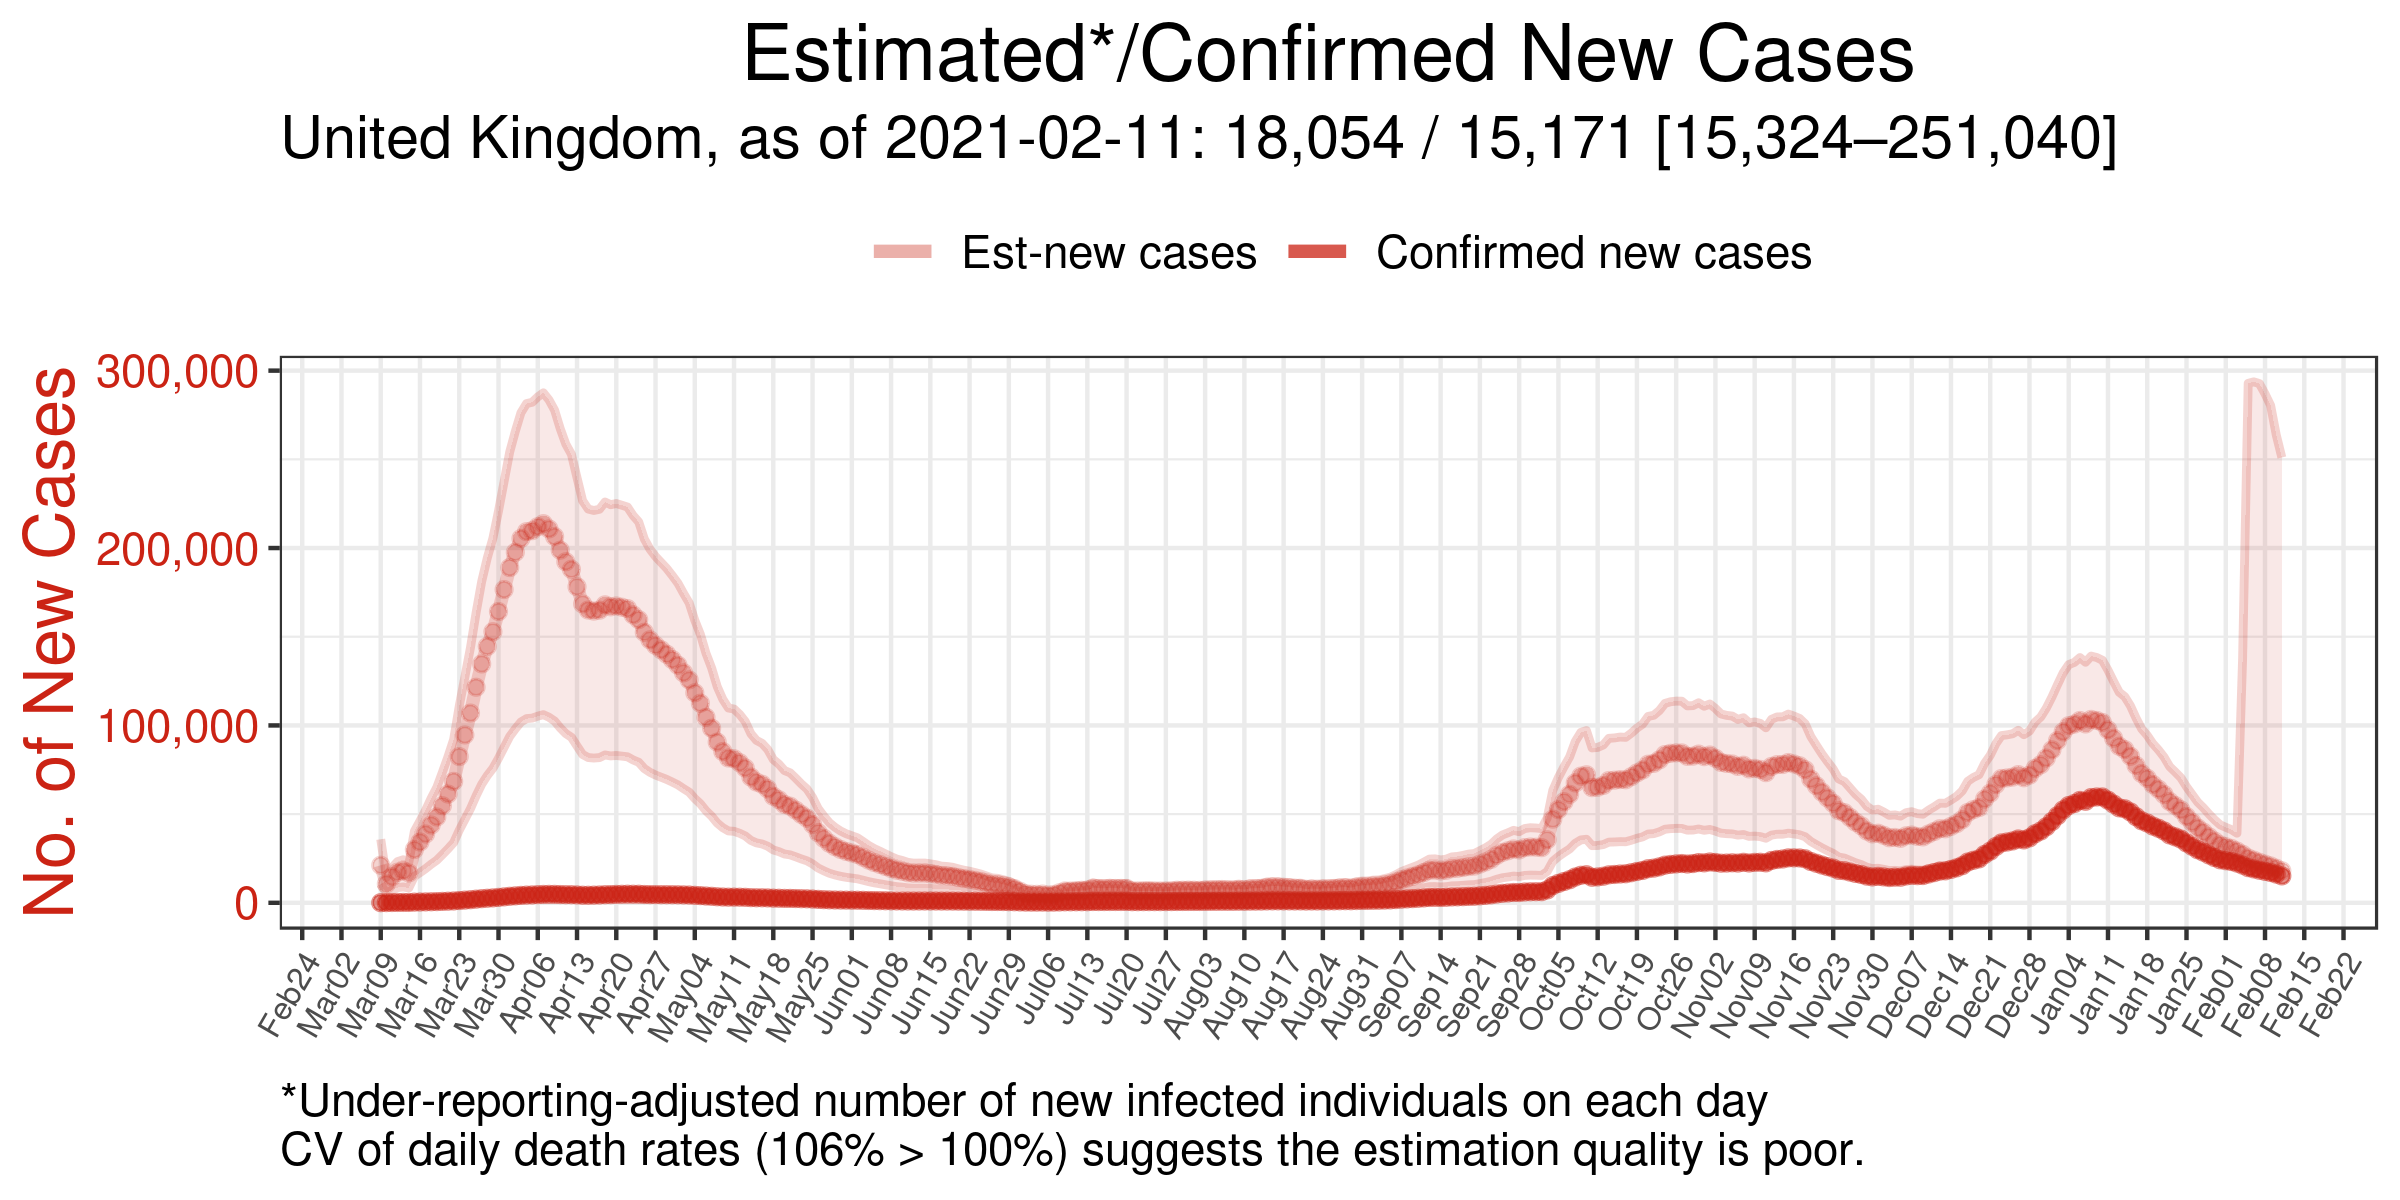 Estimated*/Confirmed New Cases
United Kingdom, as of 2021-02-11: 18,054 / 15,171 [15,324–251,040]
Est-new cases
Confirmed new cases
No. of New Cases
300,000
200,000
100,000
0
Feb24
Mar02
Mar09
Mar16
Mar23
Mar30
Apr06
Apr13
Apr20
Apr27
May04
May11
May18
May25
Jun01
Jun08
Jun15
Jun22
Jun29
Jul06
Jul13
Jul20
Jul27
Aug03
Aug10
Aug17
Aug24
Aug31
Sep07
Sep14
Sep21
Sep28
Oct05
Oct12
Oct19
Oct26
Nov02
Nov09
Nov16
Nov23
Nov30
Dec07
Dec14
Dec21
Dec28
Jan04
Jan11
Jan18
Jan25
Feb01
Feb08
Feb15
Feb22
*Under-reporting-adjusted number of new infected individuals on each day
CV of daily death rates (106% > 100%) suggests the estimation quality is poor.